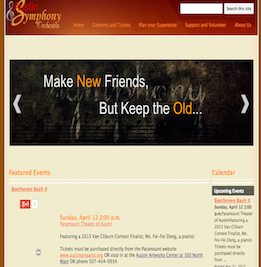 Austin
Symphony
Orchestra
Search this site
Home Concerts and Tickets Plan your Experience Support and Volunteer About Us
Make New Friends,
But Keep the Old...
Featured Events
Calendar
Beethoven Bash II
Upcoming Events
Beethoven Bash II
Sunday, April 12 2:00 p.m.
Paramount Theater of Austin
Featuring a 2013 Van Cliburn Contest Finalist, Ms. Fei-Fei Dong, a pianist.
Tickets must be purchased directly from the Paramount website:
OR stop in at the Austin Artworks Center at 300 North
Main OR phone 507-434-0934.
Sunday, April 12 2:00
p.m.Paramount Theater
of AustinFeaturing a
2013 Van Cliburn
Contest Finalist, Ms.
Fei-Fei Dong, a
pianist.Tickets must
be purchased directly
from ...